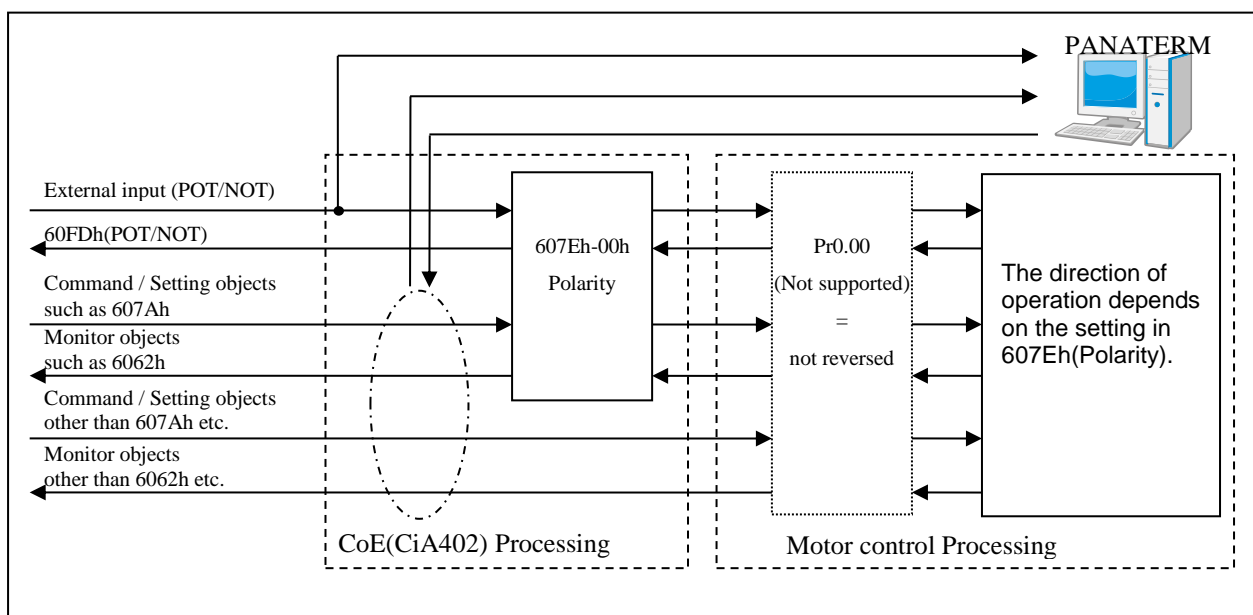 PANATERM
External input (POT/NOT)
60FDh(POT/NOT)
Command / Setting objects
such as 607Ah
Monitor objects
such as 6062h
Command / Setting objects
other than 607Ah etc.
Monitor objects
other than 6062h etc.
607Eh-00h
Polarity
Pr0.00
(Not supported)
=
not reversed
The direction of
operation depends
on the setting in
607Eh(Polarity).
CoE(CiA402) Processing
Motor control Processing